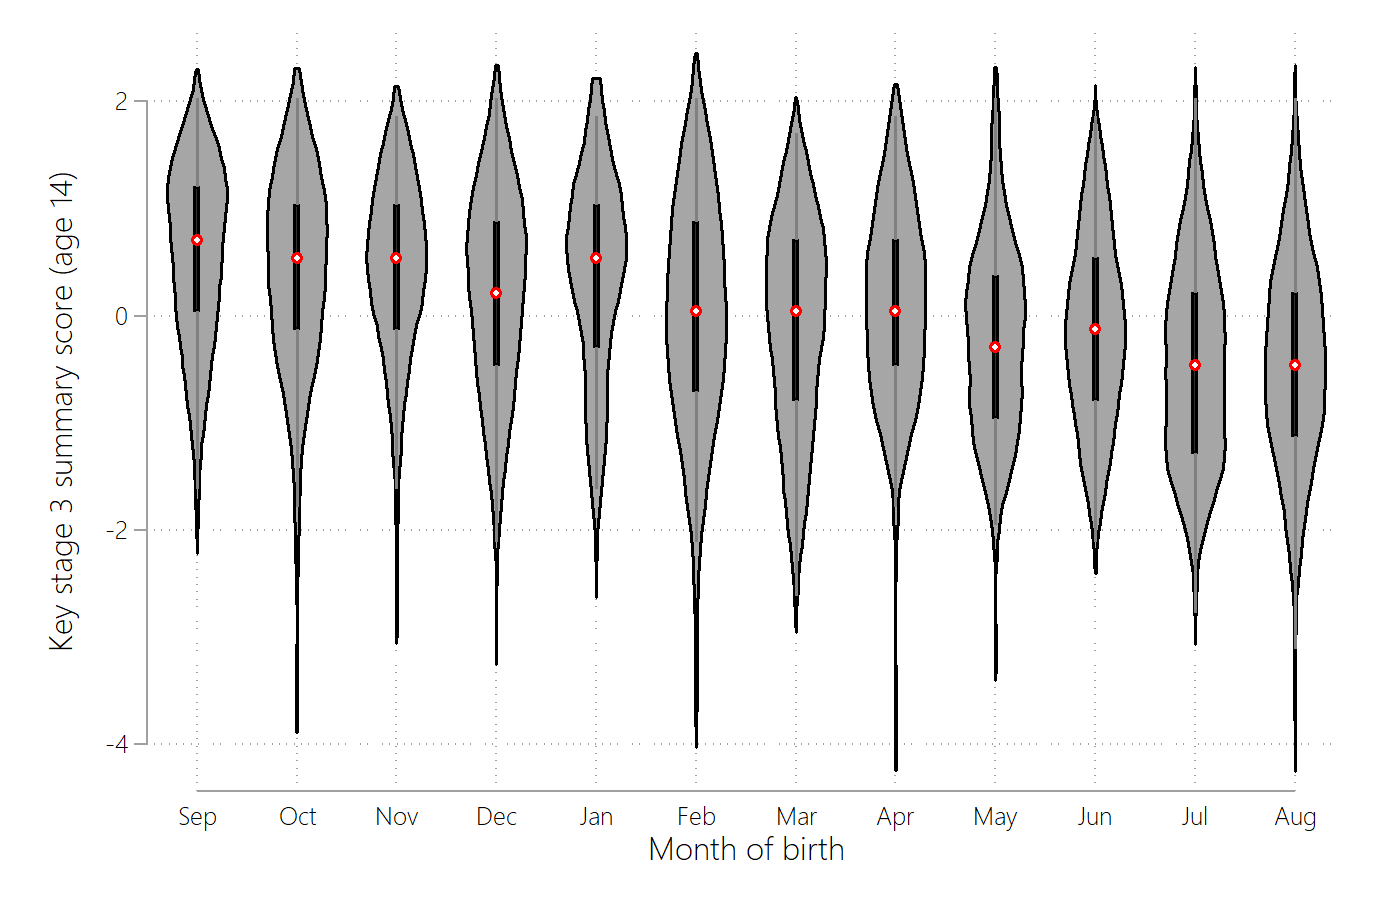 Key stage 3 summary score (age 14)
2
0
-2
-4
Sep Oct Nov Dec Jan Feb Mar Apr May Jun Jul Aug
Month of birth